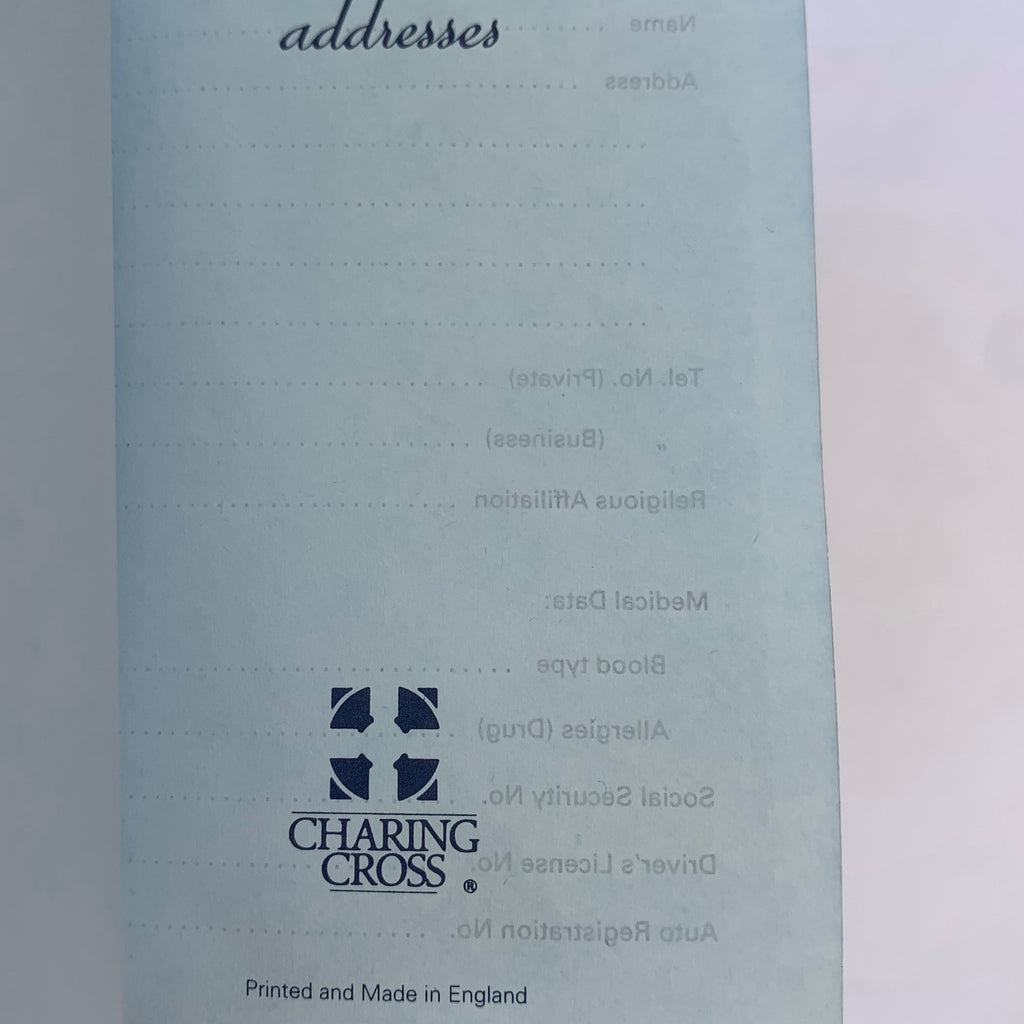 addresses
Name
Address
Tel. No. (Private)
" (Business)
Religious Affiliation
Medical Data:
Blood type
Allergies (Drug)
Social Security No.
CHARING
CROSS ®
Driver's License No.
Auto Registration No.
Printed and Made in England